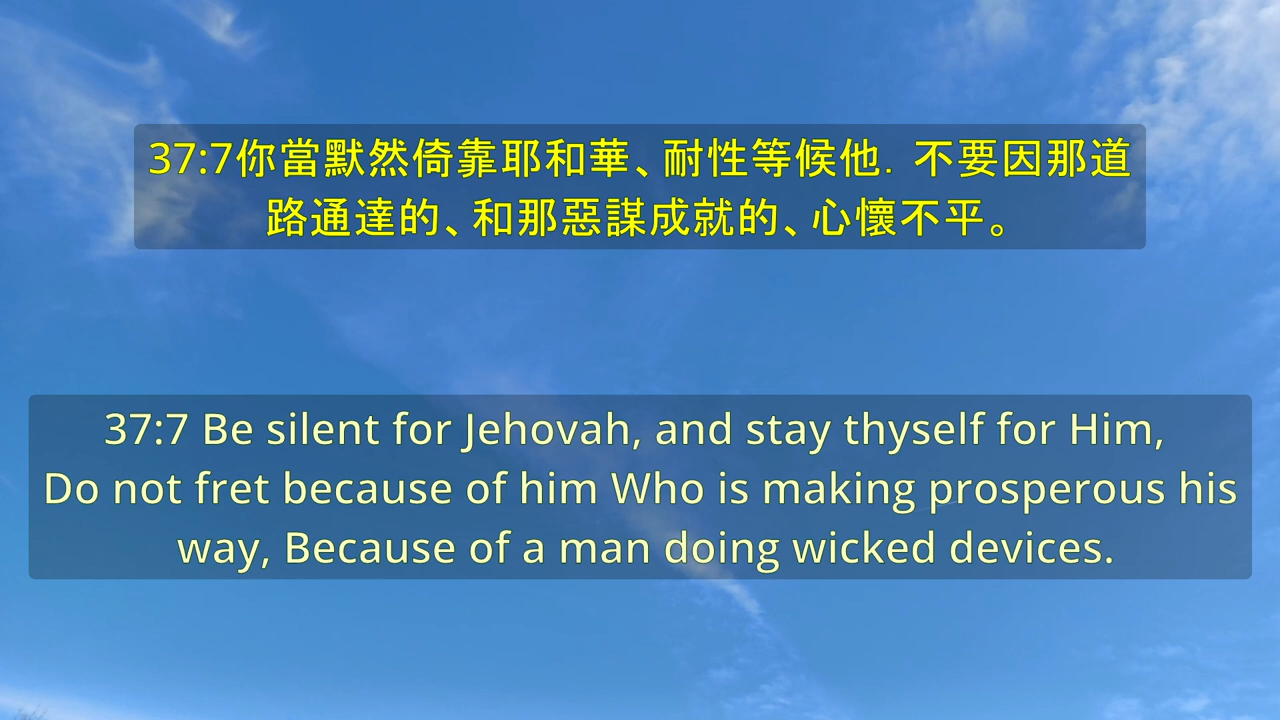 37:7你當默然倚靠耶和華、耐性等候他．不要因那道
路通達的、和那惡謀成就的、心懷不平。
37:7 Be silent for Jehovah, and stay thyself for Him,
Do not fret because of him Who is making prosperous his
way, Because of a man doing wicked devices.